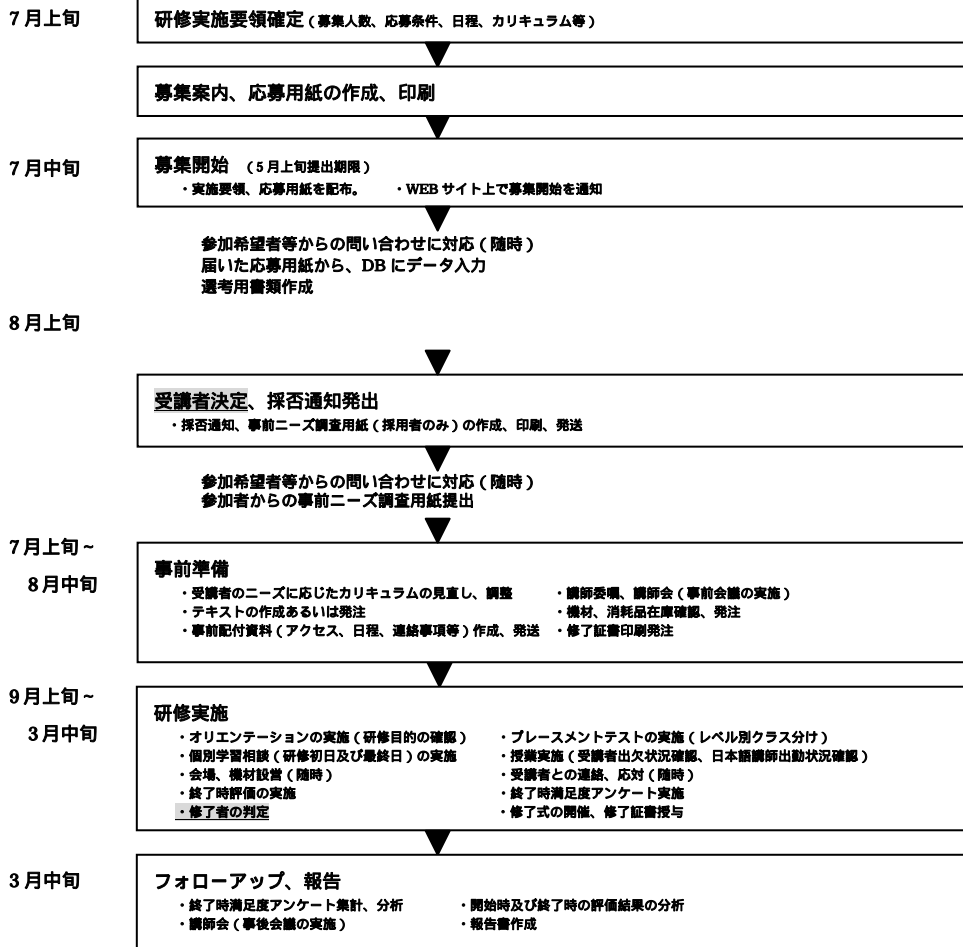 7月上旬
研修実施要領確定（募集人数、応募条件、日程、カリキュラム等）
募集案内、応募用紙の作成、印刷
7月中旬
募集開始 （5月上旬提出期限）
・実施要領、応募用紙を配布。 ・WEBサイト上で募集開始を通知
参加希望者等からの問い合わせに対応（随時）
届いた応募用紙から、DBにデータ入力
選考用書類作成
8月上旬
受講者決定、採否通知発出
・採否通知、事前ニーズ調査用紙（採用者のみ）の作成、印刷、発送
参加希望者等からの問い合わせに対応（随時）
参加者からの事前ニーズ調査用紙提出
7月上旬～
8月中旬
事前準備
・受講者のニーズに応じたカリキュラムの見直し、調整 ・講師委嘱、講師会（事前会議の実施）
・テキストの作成あるいは発注 ・機材、消耗品在庫確認、発注
・事前配付資料（アクセス、日程、連絡事項等）作成、発送 ・修了証書印刷発注
9月上旬～
3月中旬
研修実施
・オリエンテーションの実施（研修目的の確認） ・プレースメントテストの実施（レベル別クラス分け）
・個別学習相談（研修初日及び最終日）の実施 ・授業実施（受講者出欠状況確認、日本語講師出勤状況確認）
・会場、機材設営（随時） ・受講者との連絡、応対（随時）
・終了時評価の実施 ・終了時満足度アンケート実施
・修了者の判定 ・修了式の開催、修了証書授与
3月中旬
フォローアップ、報告
・終了時満足度アンケート集計、分析 ・開始時及び終了時の評価結果の分析
・講師会（事後会議の実施） ・報告書作成